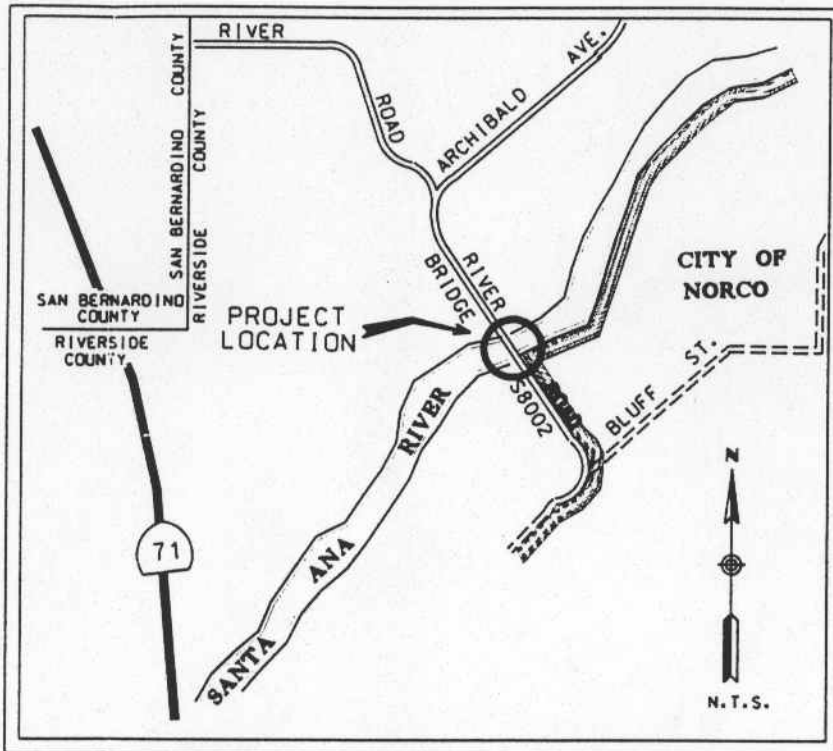 RIVER
ROAD
ARCHIBALD AVE.
SAN BERNARDINO COUNTY
RIVERSIDE COUNTY
SAN BERNARDINO
COUNTY
RIVERSIDE
COUNTY
PROJECT
LOCATION
RIVER
BRIDGE
S8002
CITY OF
NORCO
BLUFF ST.
SANTA ANA RIVER
71
N
N.T.S.